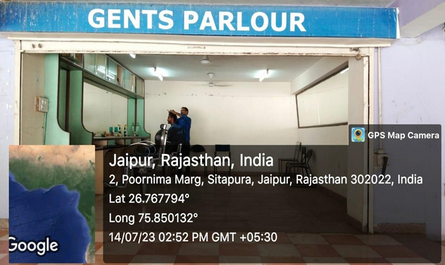 GENTS PARLOUR
GPS Map Camera
Jaipur, Rajasthan, India
2, Poornima Marg, Sitapura, Jaipur, Rajasthan 302022, India
Lat 26.767794°
Long 75.850132°
14/07/23 02:52 PM GMT +05:30
Google